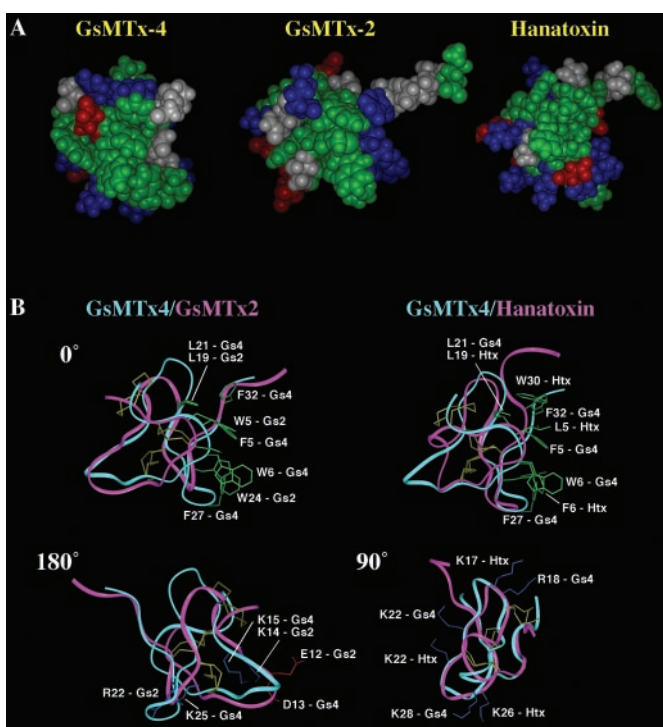 A
GsMTx-4
GsMTx-2
Hanatoxin
B
GsMTx4/GsMTx2
GsMTx4/Hanatoxin
0°
L21 - Gs4
L19 - Gs2
F32 - Gs4
W5 - Gs2
F5 - Gs4
W6 - Gs4
W24 - Gs2
F27 - Gs4
L21 - Gs4
L19 - Htx
W30 - Htx
F32 - Gs4
L5 - Htx
F5 - Gs4
W6 - Gs4
F6 - Htx
F27 - Gs4
180°
K15 - Gs4
K14 - Gs2
E12 - Gs2
R22 - Gs2
K25 - Gs4
D13 - Gs4
90°
K17 - Htx
R18 - Gs4
K22 - Gs4
K22 - Htx
K28 - Gs4
K26 - Htx